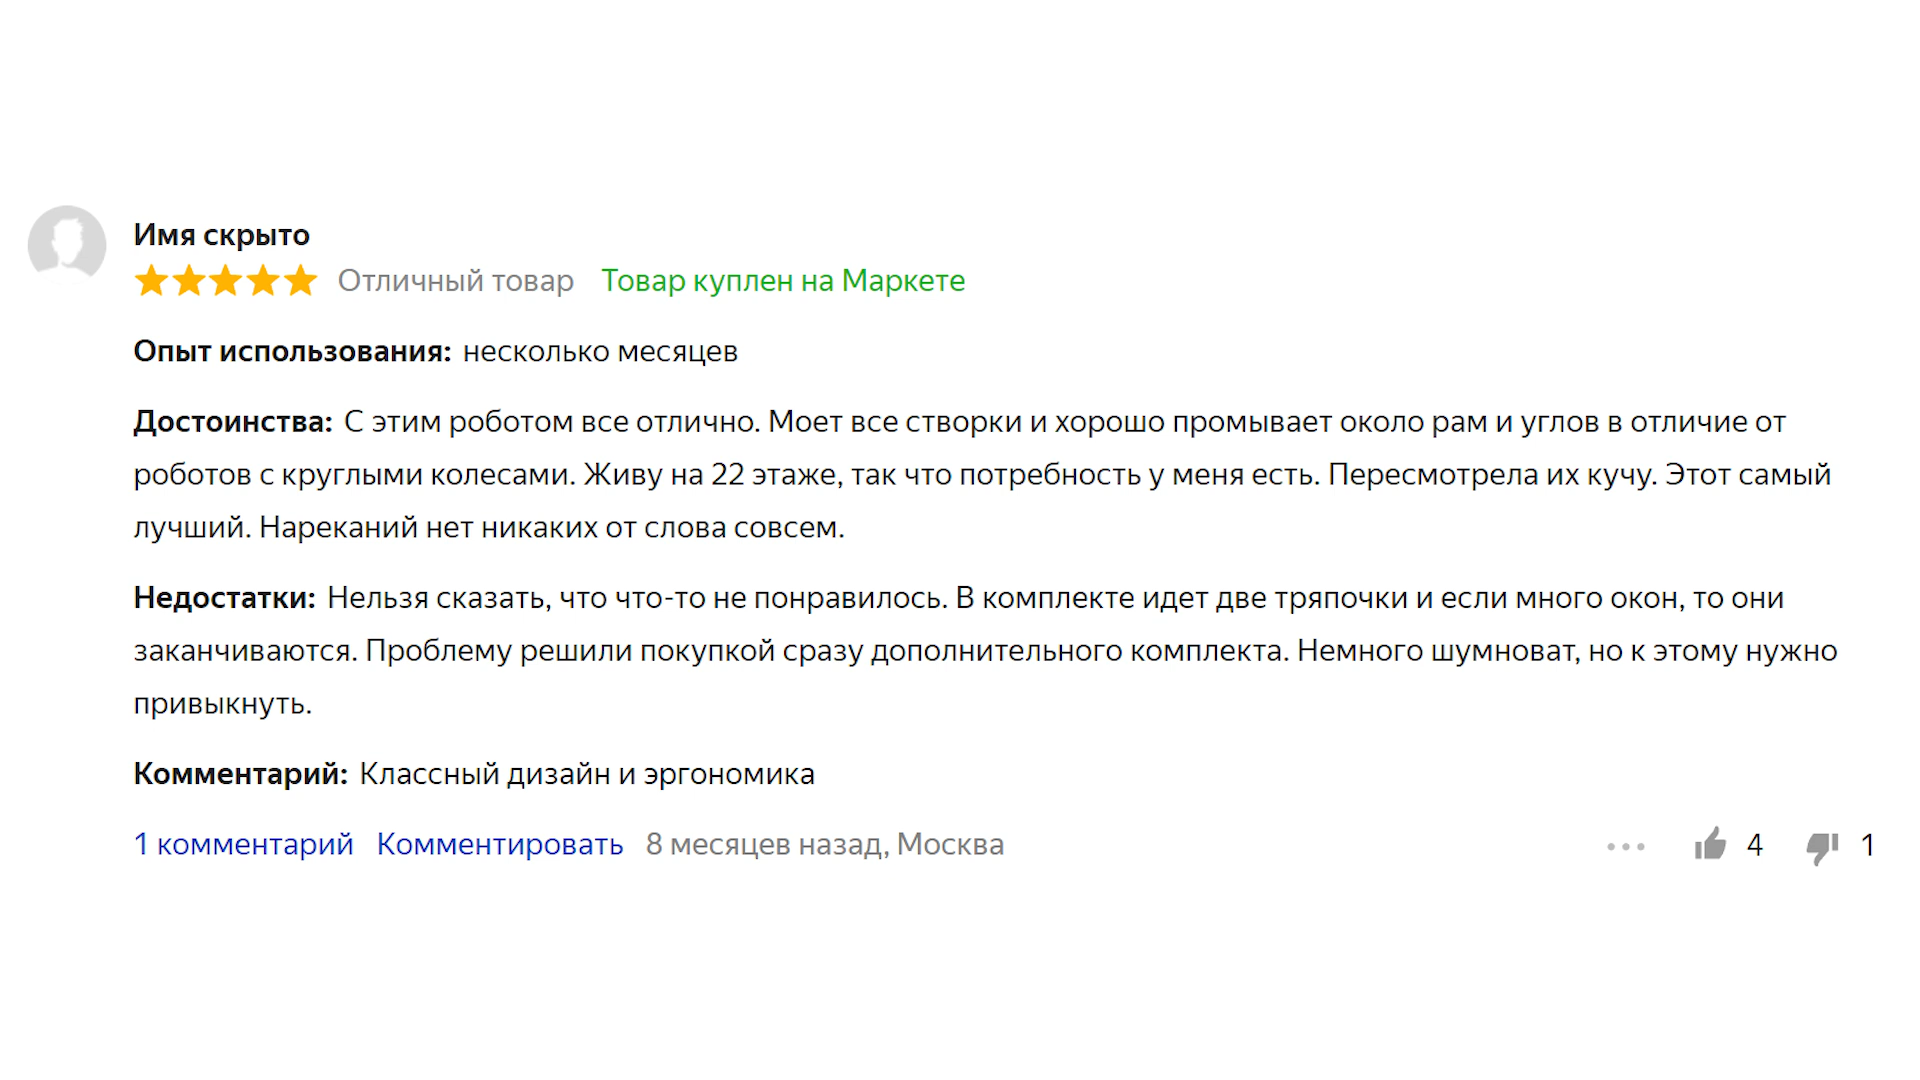 Имя скрыто
Отличный товар Товар куплен на Маркете
Опыт использования: несколько месяцев
Достоинства: С этим роботом все отлично. Моет все створки и хорошо промывает около рам и углов в отличие от
роботов с круглыми колесами. Живу на 22 этаже, так что потребность у меня есть. Пересмотрела их кучу. Этот самый
лучший. Нареканий нет никаких от слова совсем.
Недостатки: Нельзя сказать, что что-то не понравилось. В комплекте идет две тряпочки и если много окон, то они
заканчиваются. Проблему решили покупкой сразу дополнительного комплекта. Немного шумноват, но к этому нужно
привыкнуть.
Комментарий: Классный дизайн и эргономика
1 комментарий Комментировать 8 месяцев назад, Москва ... 4 1